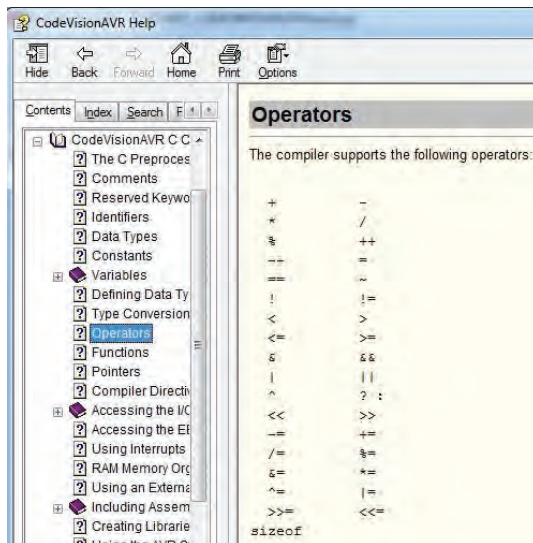 CodeVisionAVR Help
Hide Back Forward Home Print Options
Contents Index Search F
CodeVisionAVR C C
The C Preproces
Comments
Reserved Keywo
Identifiers
Data Types
Constants
Variables
Defining Data Ty
Type Conversion
Operators
Functions
Pointers
Compiler Directiv
Accessing the I/O
Accessing the EE
Using Interrupts
RAM Memory Org
Using an Externa
Including Assem
Creating Librarie
Operators
The compiler supports the following operators:
+ -
* /
% ++
-- =
== ~
! !=
< >
<= >=
& &&
| ||
^ ? :
<< >>
-= +=
/= %=
&= *=
^= |=
>>= <<=
sizeof